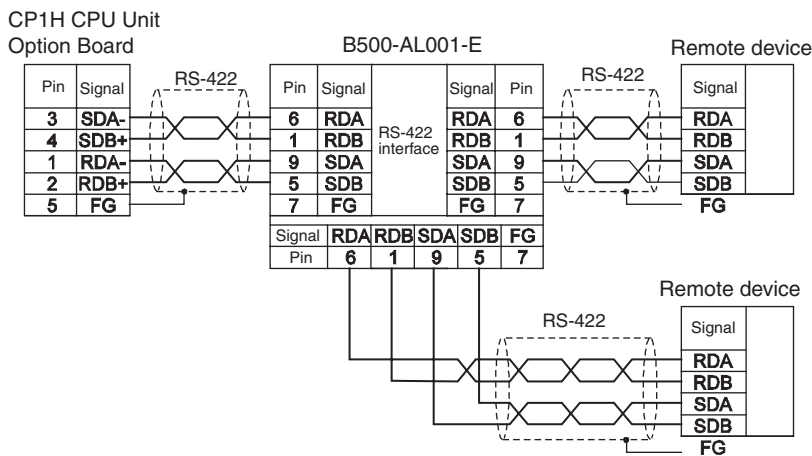 CP1H CPU Unit
Option Board
B500-AL001-E
Remote device
Pin Signal
RS-422
Pin Signal
Signal Pin
RS-422
Signal
3 SDA-
6 RDA
RDA 6
RDA
4 SDB+
1 RDB
RS-422
interface
RDB 1
RDB
1 RDA-
9 SDA
SDA 9
SDA
2 RDB+
5 SDB
SDB 5
SDB
5 FG
7 FG
FG 7
FG
Signal RDA RDB SDA SDB FG
Pin 6 1 9 5 7
Remote device
RS-422
Signal
RDA
RDB
SDA
SDB
FG